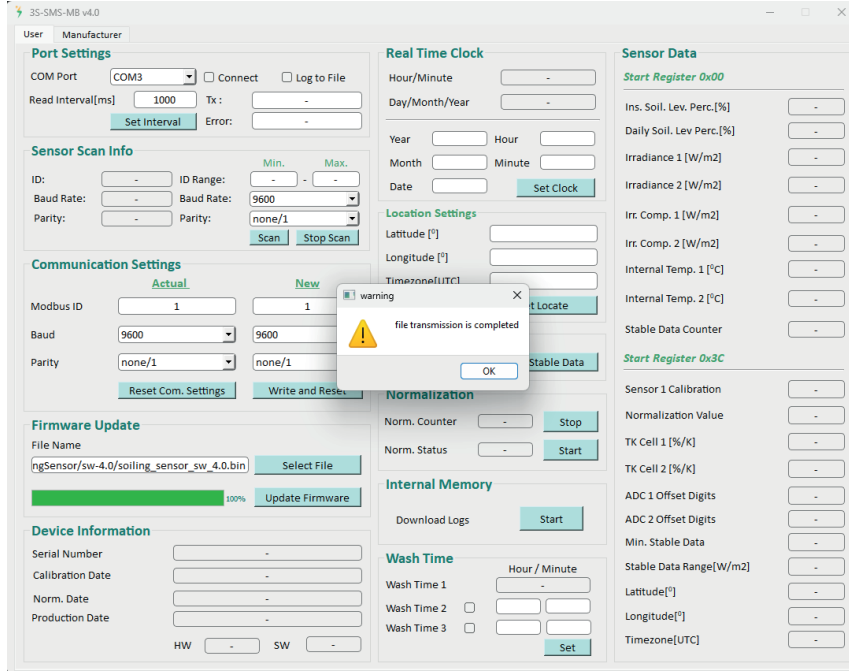 3S-SMS-MB v4.0
User Manufacturer
Port Settings
COM Port COM3 Connect Log to File
Read Interval[ms] 1000 Tx : -
Set Interval Error: -
Sensor Scan Info
Min. Max.
ID: - ID Range: - - -
Baud Rate: - Baud Rate: 9600
Parity: - Parity: none/1
Scan Stop Scan
Communication Settings
Actual New
Modbus ID 1 1
Baud 9600 9600
Parity none/1 none/1
Reset Com. Settings Write and Reset
Firmware Update
File Name
ngSensor/sw-4.0/soiling_sensor_sw_4.0.bin Select File
100% Update Firmware
Device Information
Serial Number -
Calibration Date -
Norm. Date -
Production Date -
HW - SW -
Real Time Clock
Hour/Minute -
Day/Month/Year -
Year Hour
Month Minute
Date Set Clock
Location Settings
Latitude [⁰]
Longitude [⁰]
Timezone[UTC]
t Locate
Stable Data
warning
file transmission is completed
OK
Normalization
Norm. Counter - Stop
Norm. Status - Start
Internal Memory
Download Logs Start
Wash Time
Hour / Minute
Wash Time 1 -
Wash Time 2
Wash Time 3
Set
Sensor Data
Start Register 0x00
Ins. Soil. Lev. Perc.[%] -
Daily Soil. Lev Perc.[%] -
Irradiance 1 [W/m2] -
Irradiance 2 [W/m2] -
Irr. Comp. 1 [W/m2] -
Irr. Comp. 2 [W/m2] -
Internal Temp. 1 [⁰C] -
Internal Temp. 2 [⁰C] -
Stable Data Counter -
Start Register 0x3C
Sensor 1 Calibration -
Normalization Value -
TK Cell 1 [%/K] -
TK Cell 2 [%/K] -
ADC 1 Offset Digits -
ADC 2 Offset Digits -
Min. Stable Data -
Stable Data Range[W/m2] -
Latitude[⁰] -
Longitude[⁰] -
Timezone[UTC] -